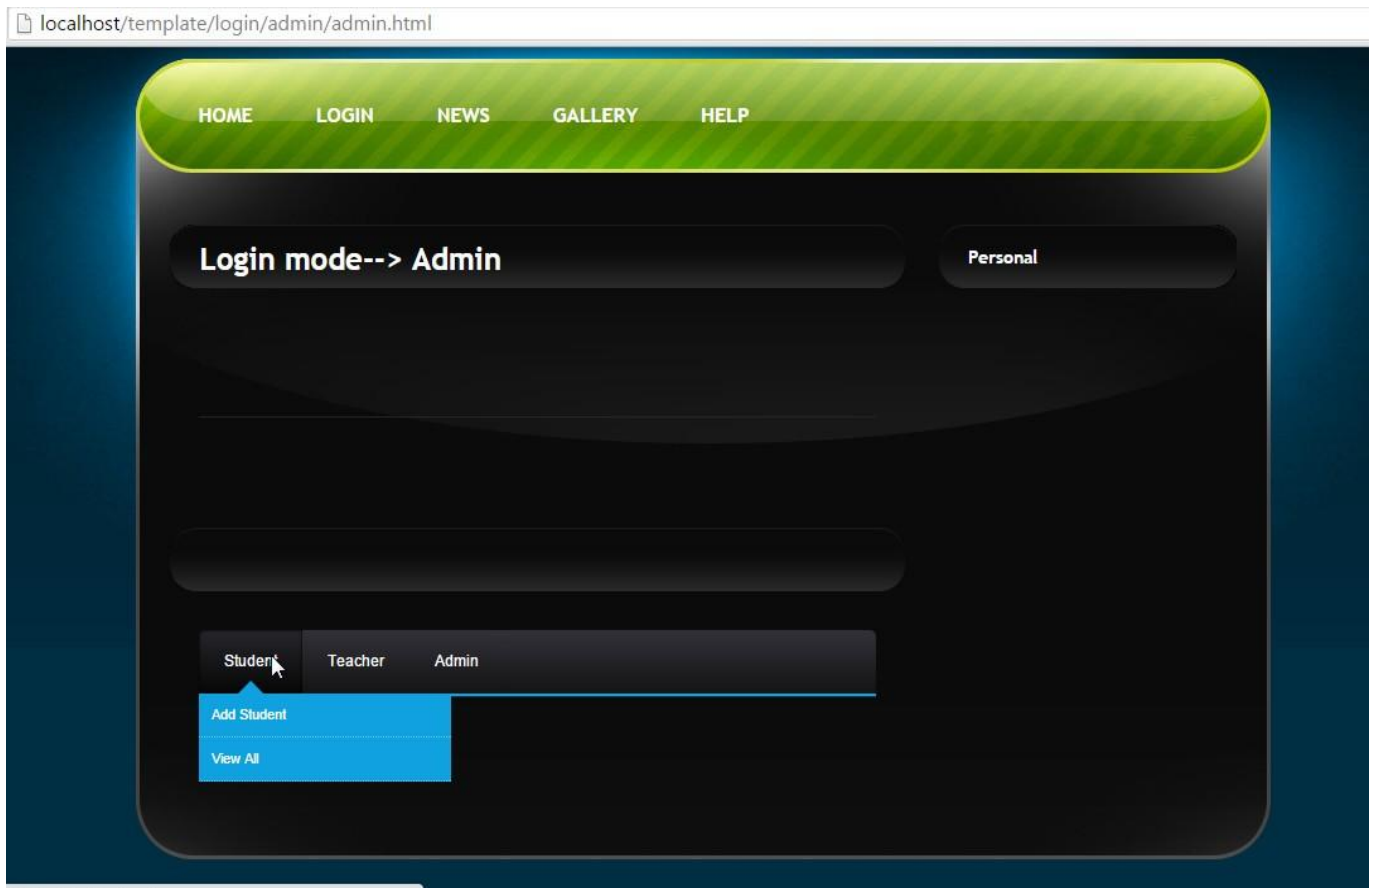 localhost/template/login/admin/admin.html
HOME LOGIN NEWS GALLERY HELP
Login mode--> Admin
Personal
Student Teacher Admin
Add Student
View All